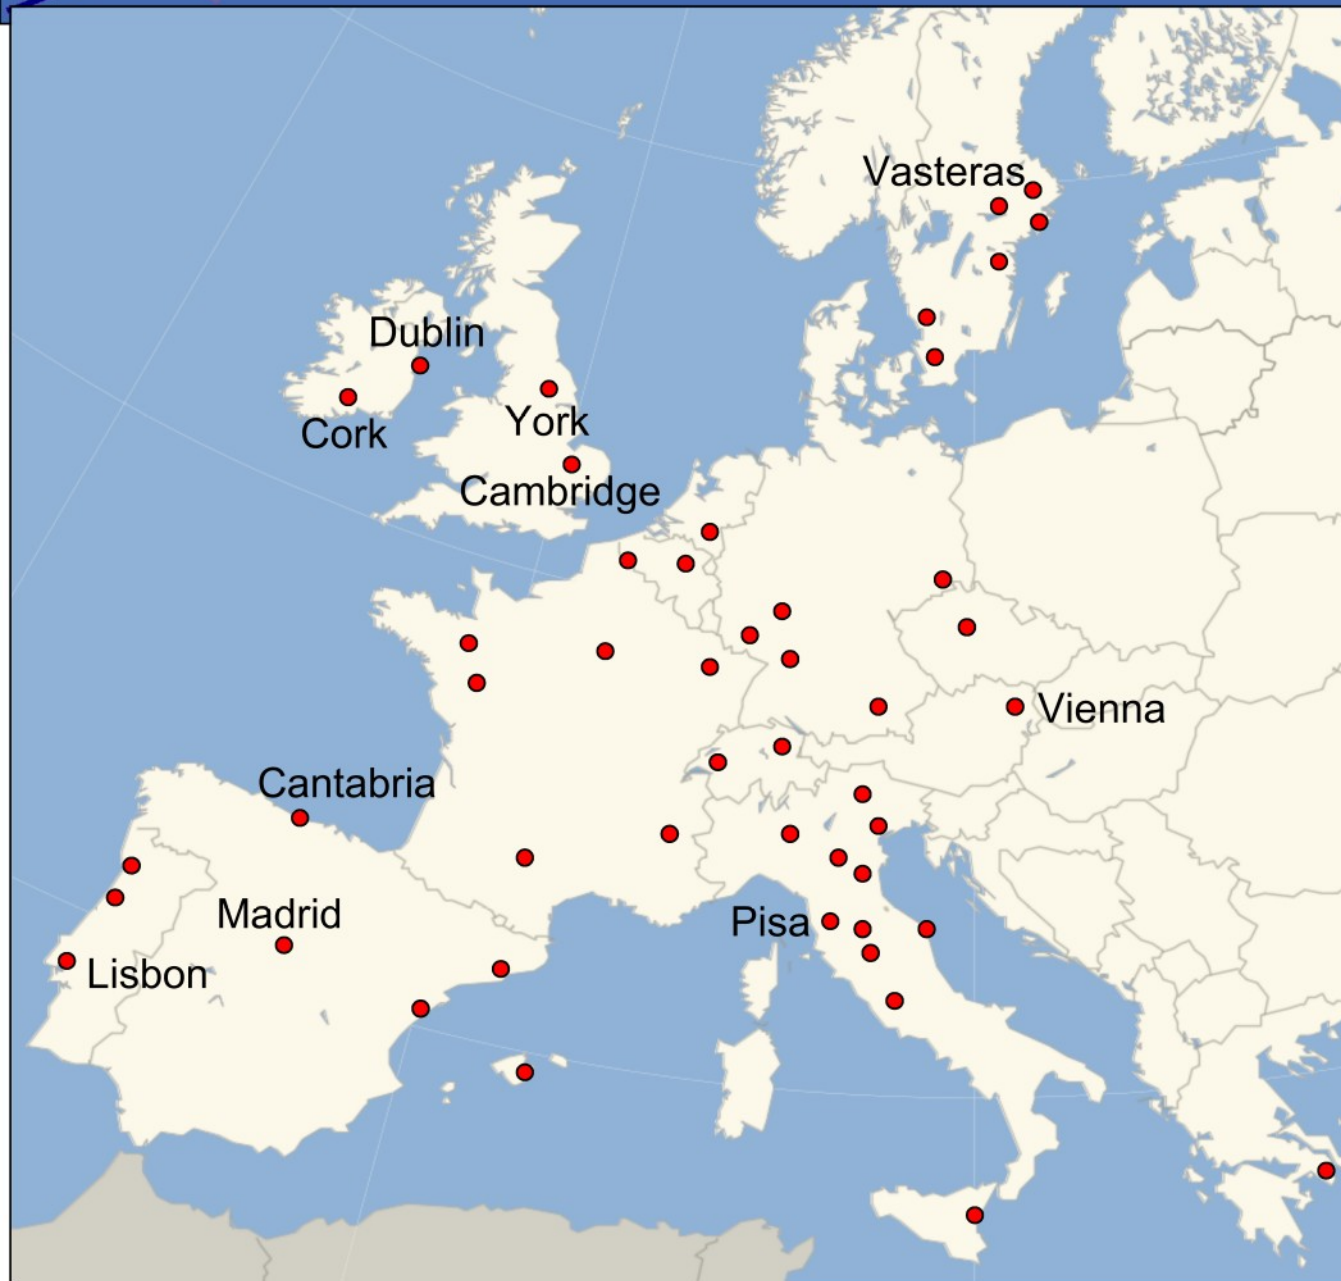 Vasteras
Dublin
Cork
York
Cambridge
Vienna
Cantabria
Madrid
Pisa
Lisbon